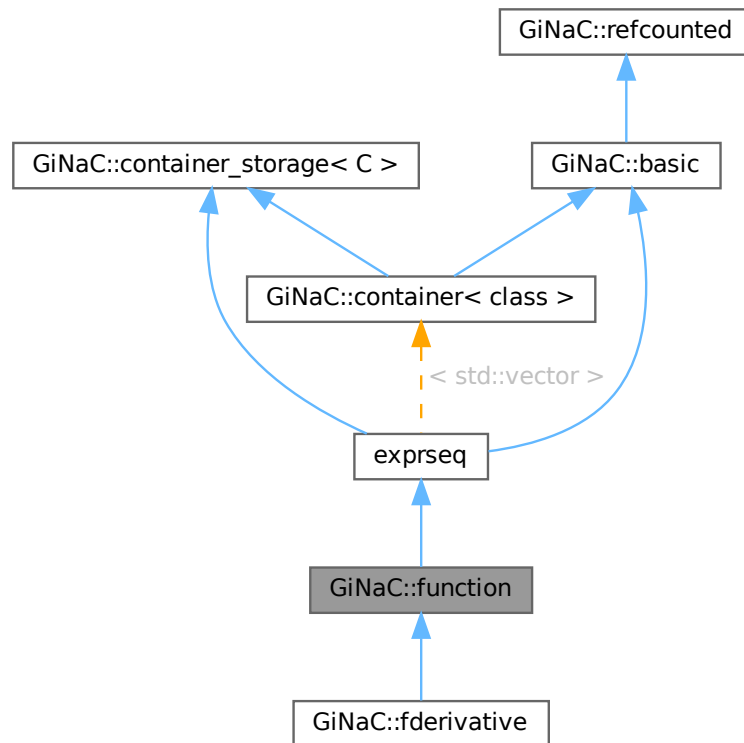 GiNaC::refcounted
GiNaC::container_storage< C >
GiNaC::basic
GiNaC::container< class >
< std::vector >
exprseq
GiNaC::function
GiNaC::fderivative